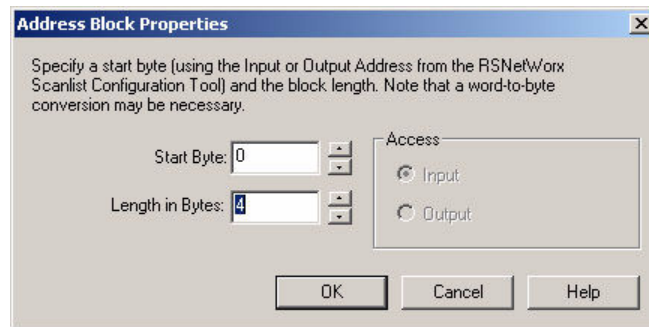 Address Block Properties
Specify a start byte (using the Input or Output Address from the RSNetWorx
Scanlist Configuration Tool) and the block length. Note that a word-to-byte
conversion may be necessary.
Start Byte: 0
Length in Bytes: 4
Access
Input
Output
OK Cancel Help